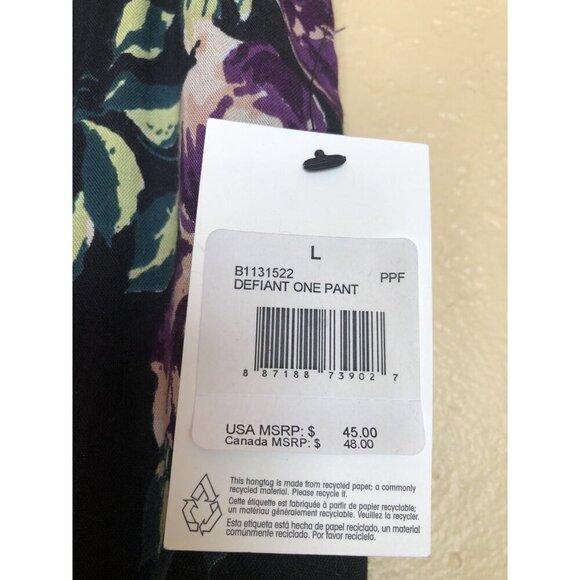 L
B1131522 PPF
DEFIANT ONE PANT
8 87188 73902 7
USA MSRP: $ 45.00
Canada MSRP: $ 48.00
This hangtag is made from recycled paper; a commonly
recycled material. Please recycle it.
Cette étiquette est fabriquée à partir de papier recyclable;
un matériau généralement recyclable. Veuillez la recycler.
Esta etiqueta está hecha de papel reciclado, un material
comúnmente reciclado. Por favor recíclela.